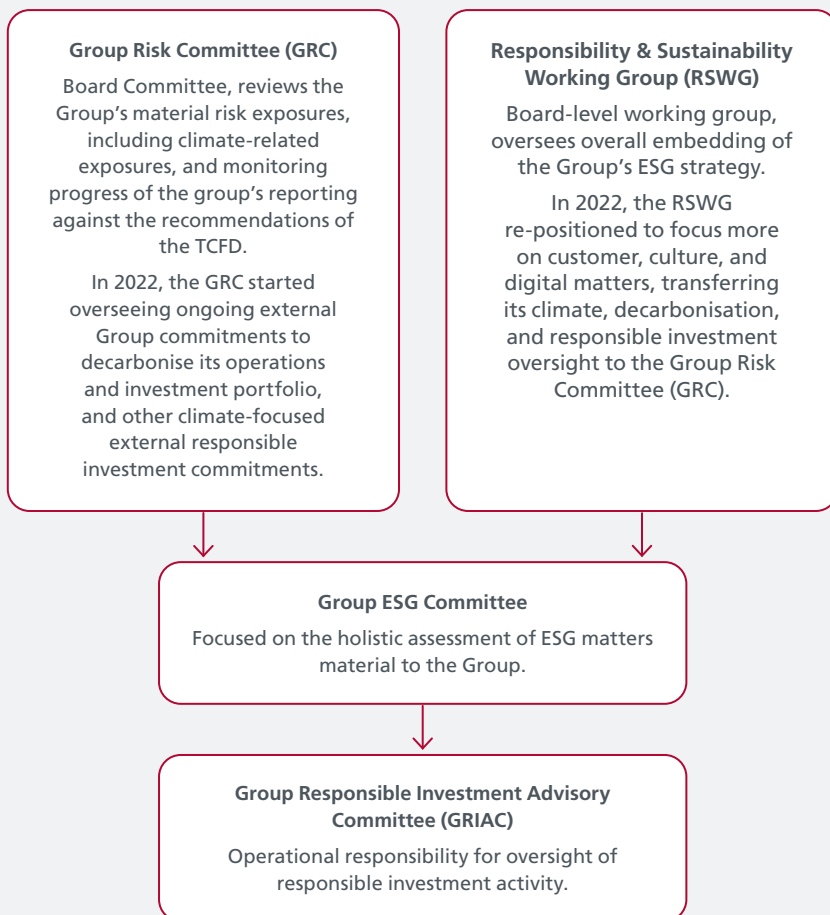 Group Risk Committee (GRC)
Board Committee, reviews the
Group's material risk exposures,
including climate-related
exposures, and monitoring
progress of the group's reporting
against the recommendations of
the TCFD.
In 2022, the GRC started
overseeing ongoing external
Group commitments to
decarbonise its operations
and investment portfolio,
and other climate-focused
external responsible
investment commitments.
Responsibility & Sustainability
Working Group (RSWG)
Board-level working group,
oversees overall embedding of
the Group's ESG strategy.
In 2022, the RSWG
re-positioned to focus more
on customer, culture, and
digital matters, transferring
its climate, decarbonisation,
and responsible investment
oversight to the Group Risk
Committee (GRC).
Group ESG Committee
Focused on the holistic assessment of ESG matters
material to the Group.
Group Responsible Investment Advisory
Committee (GRIAC)
Operational responsibility for oversight of
responsible investment activity.